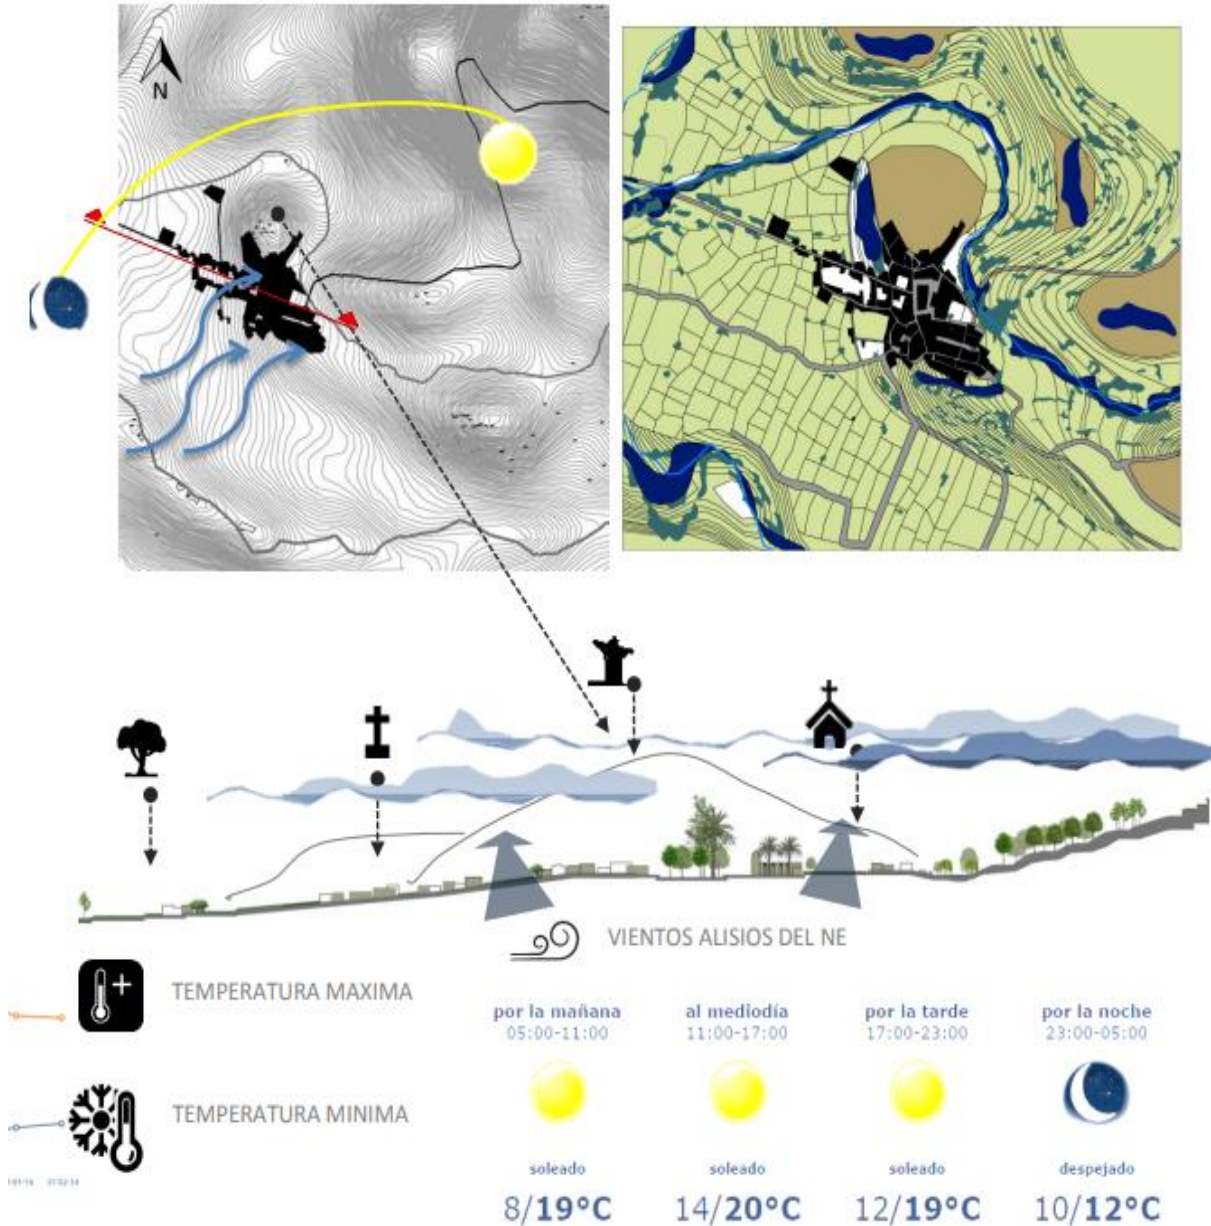 N
VIENTOS ALISIOS DEL NE
TEMPERATURA MAXIMA
por la mañana
05:00-11:00
al mediodía
11:00-17:00
por la tarde
17:00-23:00
por la noche
23:00-05:00
TEMPERATURA MINIMA
soleado
soleado
soleado
despejado
8/19°C
14/20°C
12/19°C
10/12°C